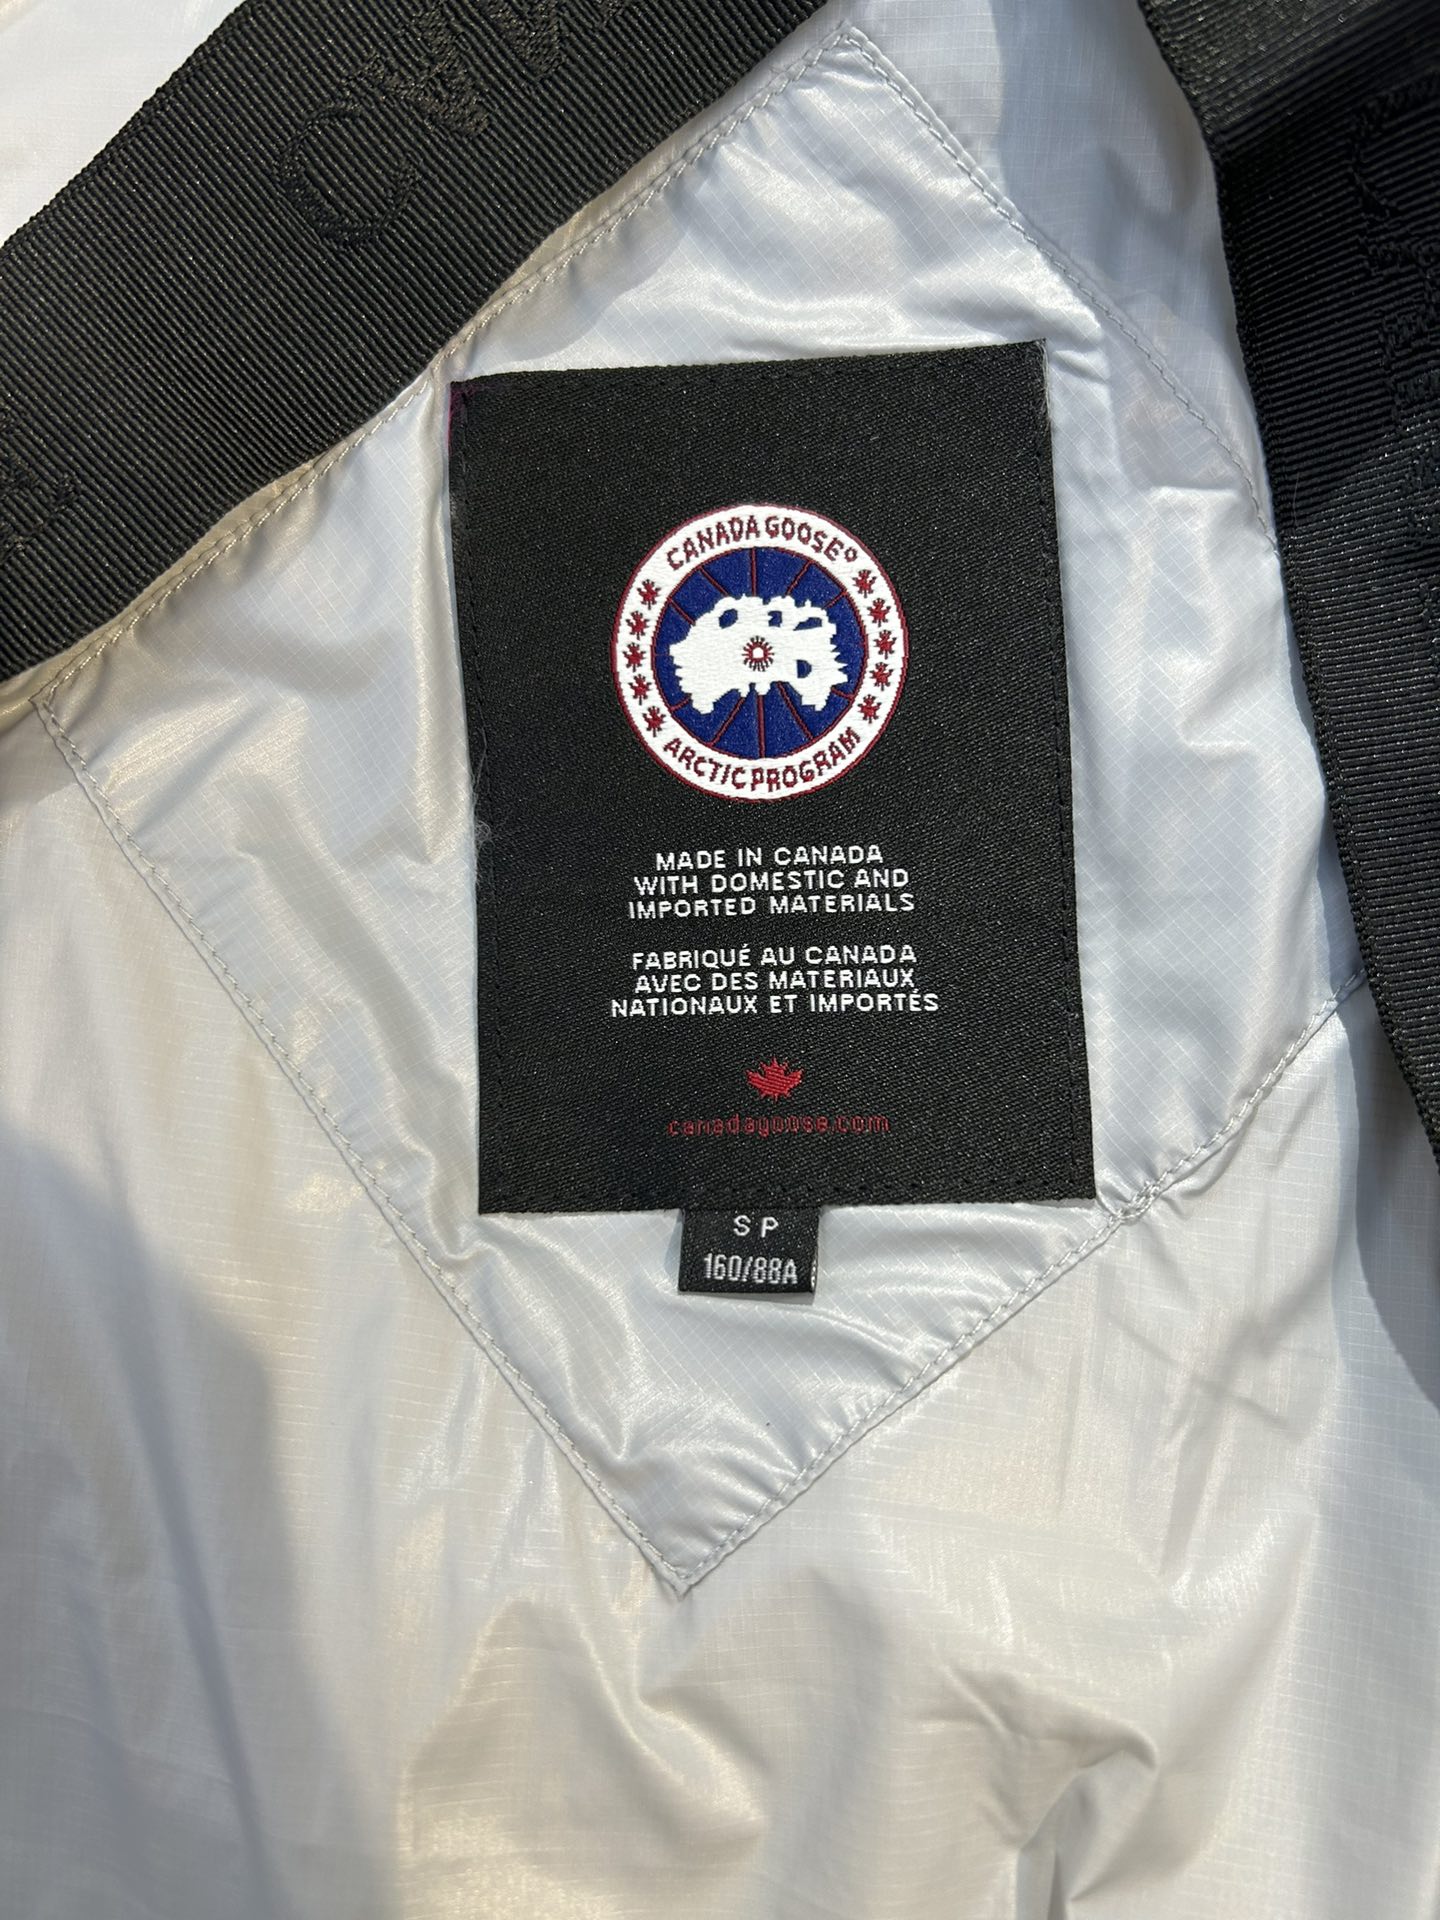 CANADA GOOSE®
ARCTIC PROGRAM
MADE IN CANADA
WITH DOMESTIC AND
IMPORTED MATERIALS
FABRIQUÉ AU CANADA
AVEC DES MATERIAUX
NATIONAUX ET IMPORTÉS
canadagoose.com
S P
160/88A